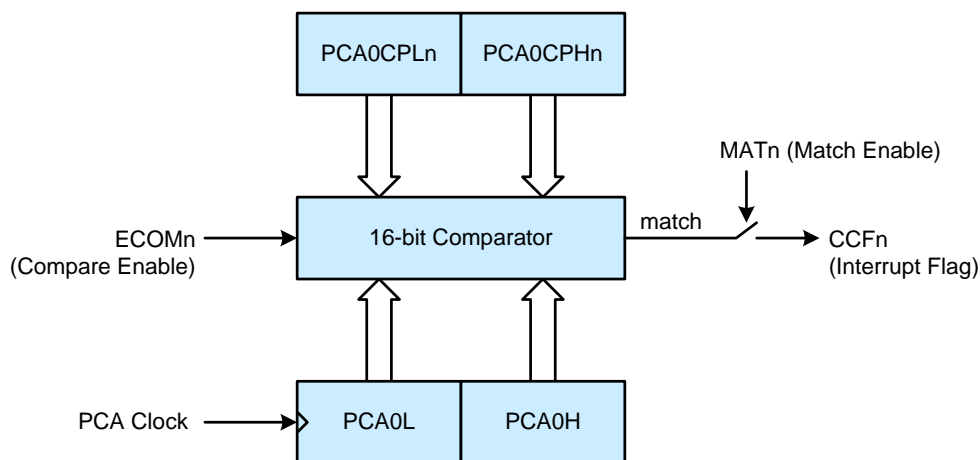 PCA0CPLn PCA0CPHn
MATn (Match Enable)
ECOMn
(Compare Enable)
16-bit Comparator
match
CCFn
(Interrupt Flag)
PCA Clock
PCA0L PCA0H